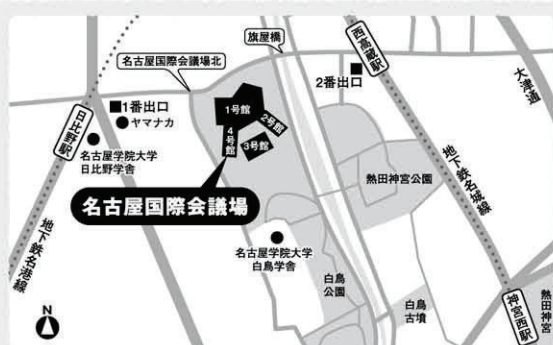 旗屋橋
西高蔵駅
名古屋国際会議場北
2番出口
大津通
日比野駅
1番出口
ヤマナカ
1号館
2号館
3号館
4号館
名古屋学院大学
日比野学舎
熱田神宮公園
地下鉄名城線
名古屋国際会議場
地下鉄名港線
名古屋学院大学
白鳥学舎
白鳥
公園
白鳥
古墳
神宮西駅
熱田神宮
N